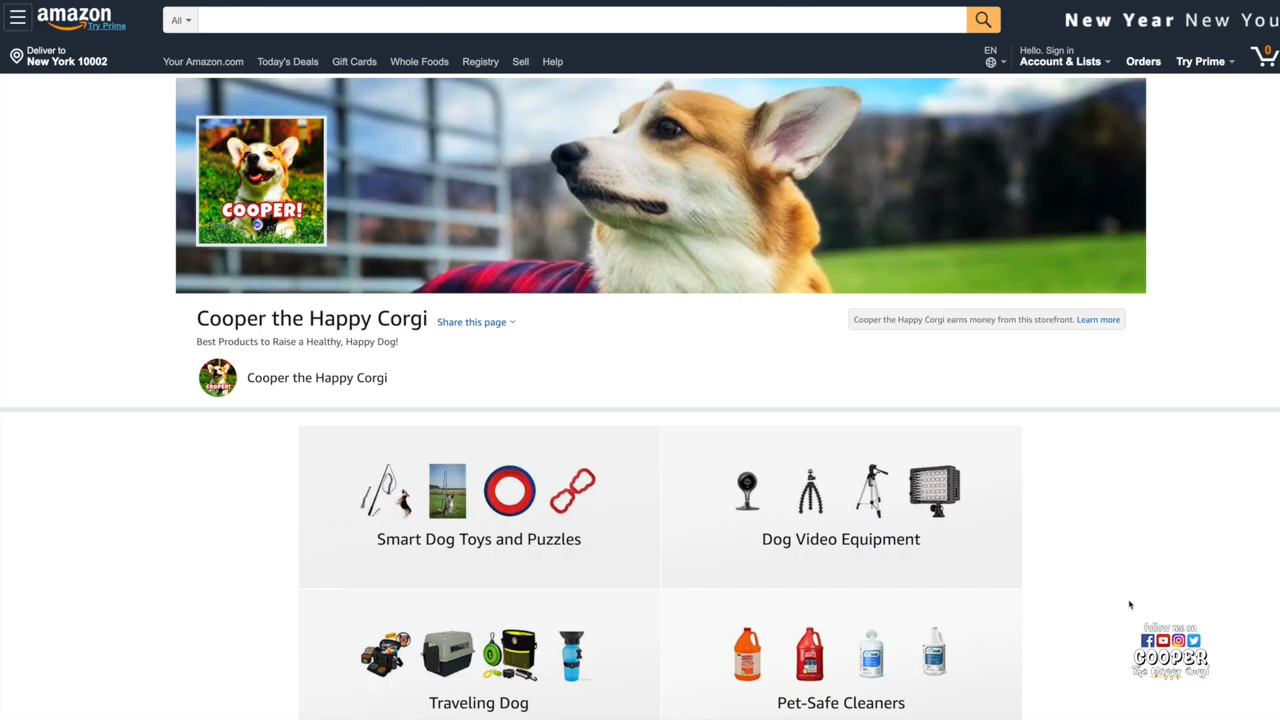 amazon
Try Prime
All
New Year New You
Deliver to
New York 10002
Your Amazon.com
Today's Deals
Gift Cards
Whole Foods
Registry
Sell
Help
EN
Hello. Sign in
Account & Lists
Orders
Try Prime
0
COOPER!
Cooper the Happy Corgi
Share this page
Cooper the Happy Corgi earns money from this storefront. Learn more
Best Products to Raise a Healthy, Happy Dog!
Cooper the Happy Corgi
Smart Dog Toys and Puzzles
Dog Video Equipment
Traveling Dog
Pet-Safe Cleaners
follow me on
COOPER
The Happy Corgi